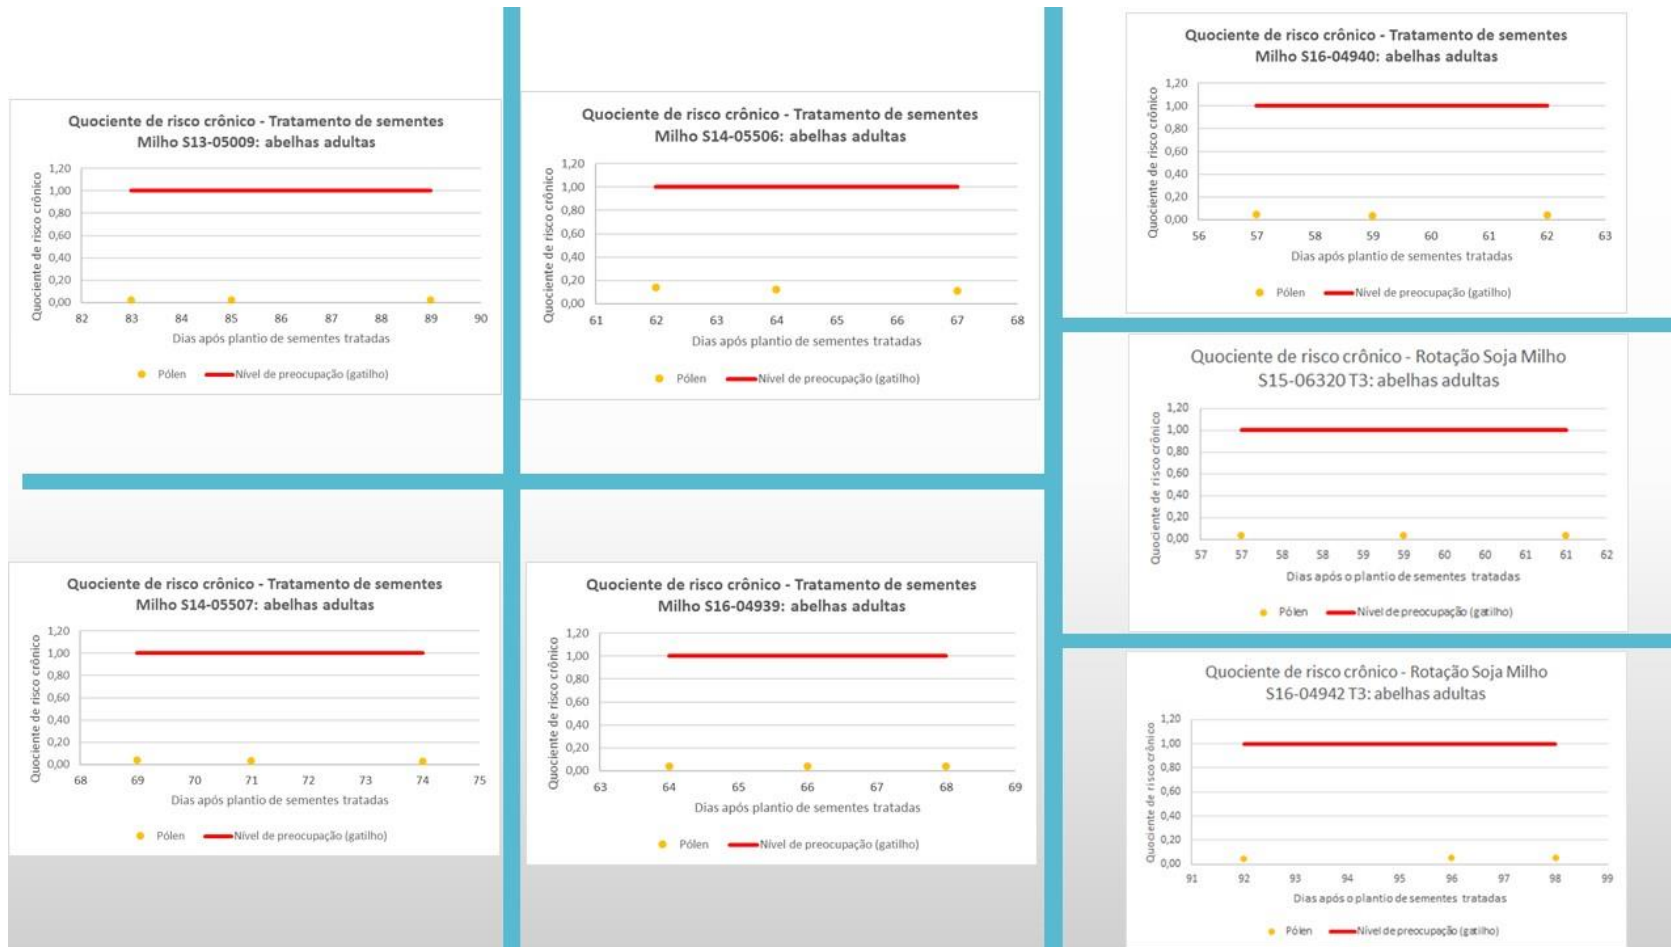 Quociente de risco crônico - Tratamento de sementes
Milho S13-05009: abelhas adultas
Quociente de risco crônico
1,20
1,00
0,80
0,60
0,40
0,20
0,00
82 83 84 85 86 87 88 89 90
Dias após plantio de sementes tratadas
Pólen Nível de preocupação (gatilho)
Quociente de risco crônico - Tratamento de sementes
Milho S14-05506: abelhas adultas
Quociente de risco crônico
1,20
1,00
0,80
0,60
0,40
0,20
0,00
61 62 63 64 65 66 67 68
Dias após plantio de sementes tratadas
Pólen Nível de preocupação (gatilho)
Quociente de risco crônico - Tratamento de sementes
Milho S16-04940: abelhas adultas
Quociente de risco crônico
1,20
1,00
0,80
0,60
0,40
0,20
0,00
56 57 58 59 60 61 62 63
Dias após plantio de sementes tratadas
Pólen Nível de preocupação (gatilho)
Quociente de risco crônico - Rotação Soja Milho
S15-06320 T3: abelhas adultas
Quociente de risco crônico
1,20
1,00
0,80
0,60
0,40
0,20
0,00
57 57 58 58 59 59 60 60 61 61 62
Dias após o plantio de sementes tratadas
Pólen Nível de preocupação (gatilho)
Quociente de risco crônico - Tratamento de sementes
Milho S14-05507: abelhas adultas
Quociente de risco crônico
1,20
1,00
0,80
0,60
0,40
0,20
0,00
68 69 70 71 72 73 74 75
Dias após plantio de sementes tratadas
Pólen Nível de preocupação (gatilho)
Quociente de risco crônico - Tratamento de sementes
Milho S16-04939: abelhas adultas
Quociente de risco crônico
1,20
1,00
0,80
0,60
0,40
0,20
0,00
63 64 65 66 67 68 69
Dias após plantio de sementes tratadas
Pólen Nível de preocupação (gatilho)
Quociente de risco crônico - Rotação Soja Milho
S16-04942 T3: abelhas adultas
Quociente de risco crônico
1,20
1,00
0,80
0,60
0,40
0,20
0,00
91 92 93 94 95 96 97 98 99
Dias após o plantio de sementes tratadas
Pólen Nível de preocupação (gatilho)